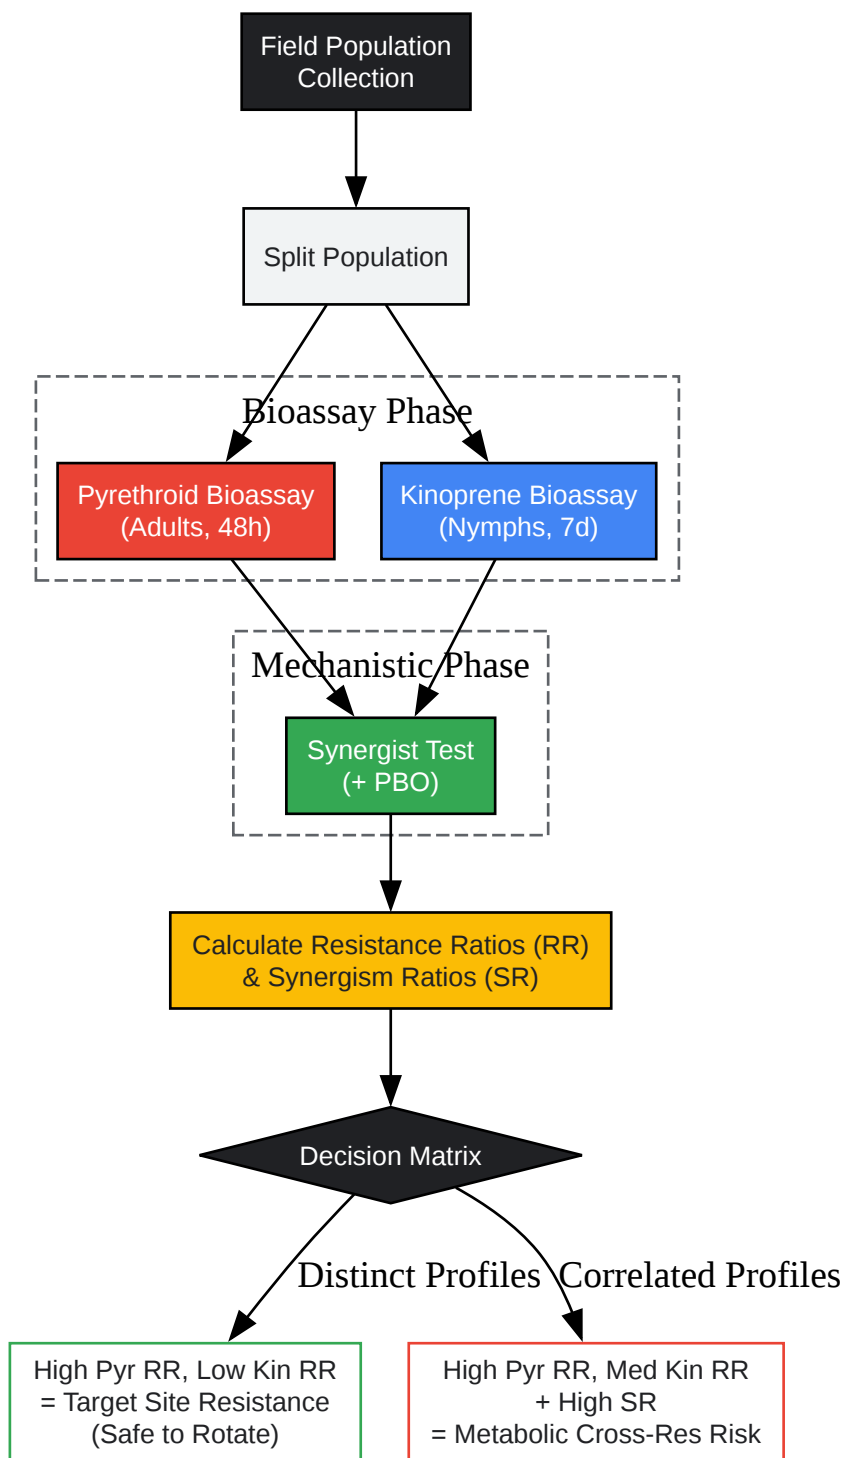 Field Population
Collection
Split Population
Bioassay Phase
Pyrethroid Bioassay
(Adults, 48h)
Kinoprene Bioassay
(Nymphs, 7d)
Mechanistic Phase
Synergist Test
(+ PBO)
Calculate Resistance Ratios (RR)
& Synergism Ratios (SR)
Decision Matrix
Distinct Profiles
Correlated Profiles
High Pyr RR, Low Kin RR
= Target Site Resistance
(Safe to Rotate)
High Pyr RR, Med Kin RR
+ High SR
= Metabolic Cross-Res Risk